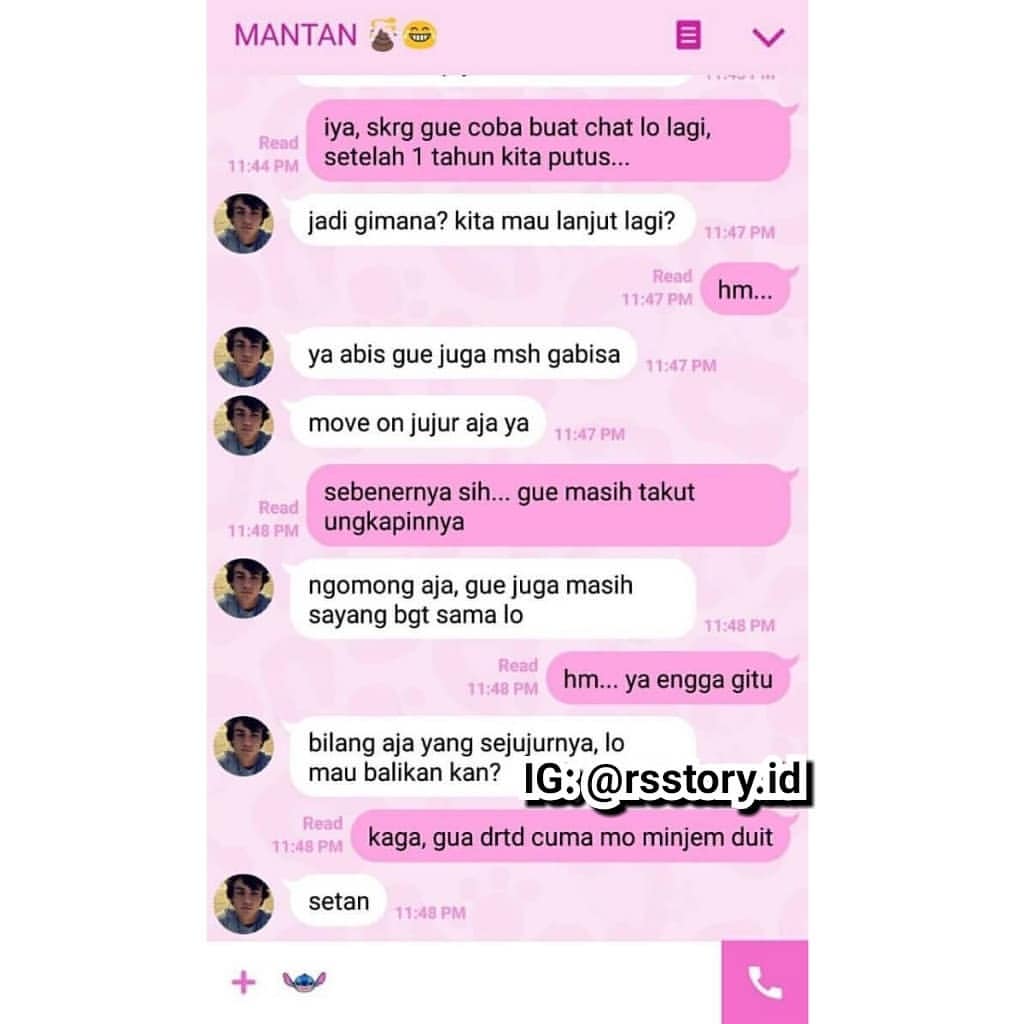 MANTAN 💩😁
iya, skrg gue coba buat chat lo lagi,
setelah 1 tahun kita putus...
Read
11:44 PM
jadi gimana? kita mau lanjut lagi?
11:47 PM
Read
11:47 PM
hm...
ya abis gue juga msh gabisa
11:47 PM
move on jujur aja ya
11:47 PM
sebenernya sih... gue masih takut
ungkapinnya
Read
11:48 PM
ngomong aja, gue juga masih
sayang bgt sama lo
11:48 PM
Read
11:48 PM
hm... ya engga gitu
bilang aja yang sejujurnya, lo
mau balikan kan?
IG: @rsstory.id
Read
11:48 PM
kaga, gua drtd cuma mo minjem duit
setan
11:48 PM